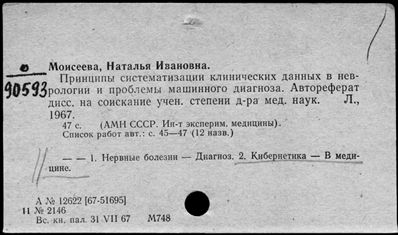 Моисеева, Наталья Ивановна.
90593
Принципы систематизации клинических данных в нев-
рологии и проблемы машинного диагноза. Автореферат
дисс. на соискание учен. степени д-ра мед. наук. Л.,
1967.
47 с. (АМН СССР. Ин-т эксперим. медицины).
Список работ авт.: с. 45—47 (12 назв.)
— — 1. Нервные болезни — Диагноз. 2. Кибернетика — В меди-
цине.
А № 12622 [67-51695]
11 № 2146
Вс. кн. пал. 31 VII 67 М748